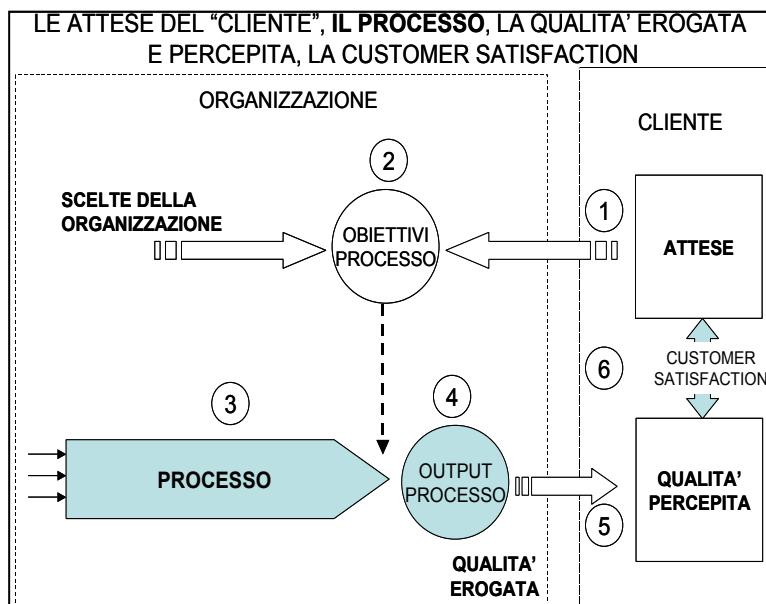 LE ATTESE DEL “CLIENTE”, IL PROCESSO, LA QUALITA’ EROGATA
E PERCEPITA, LA CUSTOMER SATISFACTION
ORGANIZZAZIONE
CLIENTE
2
SCELTE DELLA
ORGANIZZAZIONE
1
OBIETTIVI
PROCESSO
ATTESE
6
CUSTOMER
SATISFACTION
3
4
PROCESSO
OUTPUT
PROCESSO
QUALITA’
PERCEPITA
5
QUALITA’
EROGATA